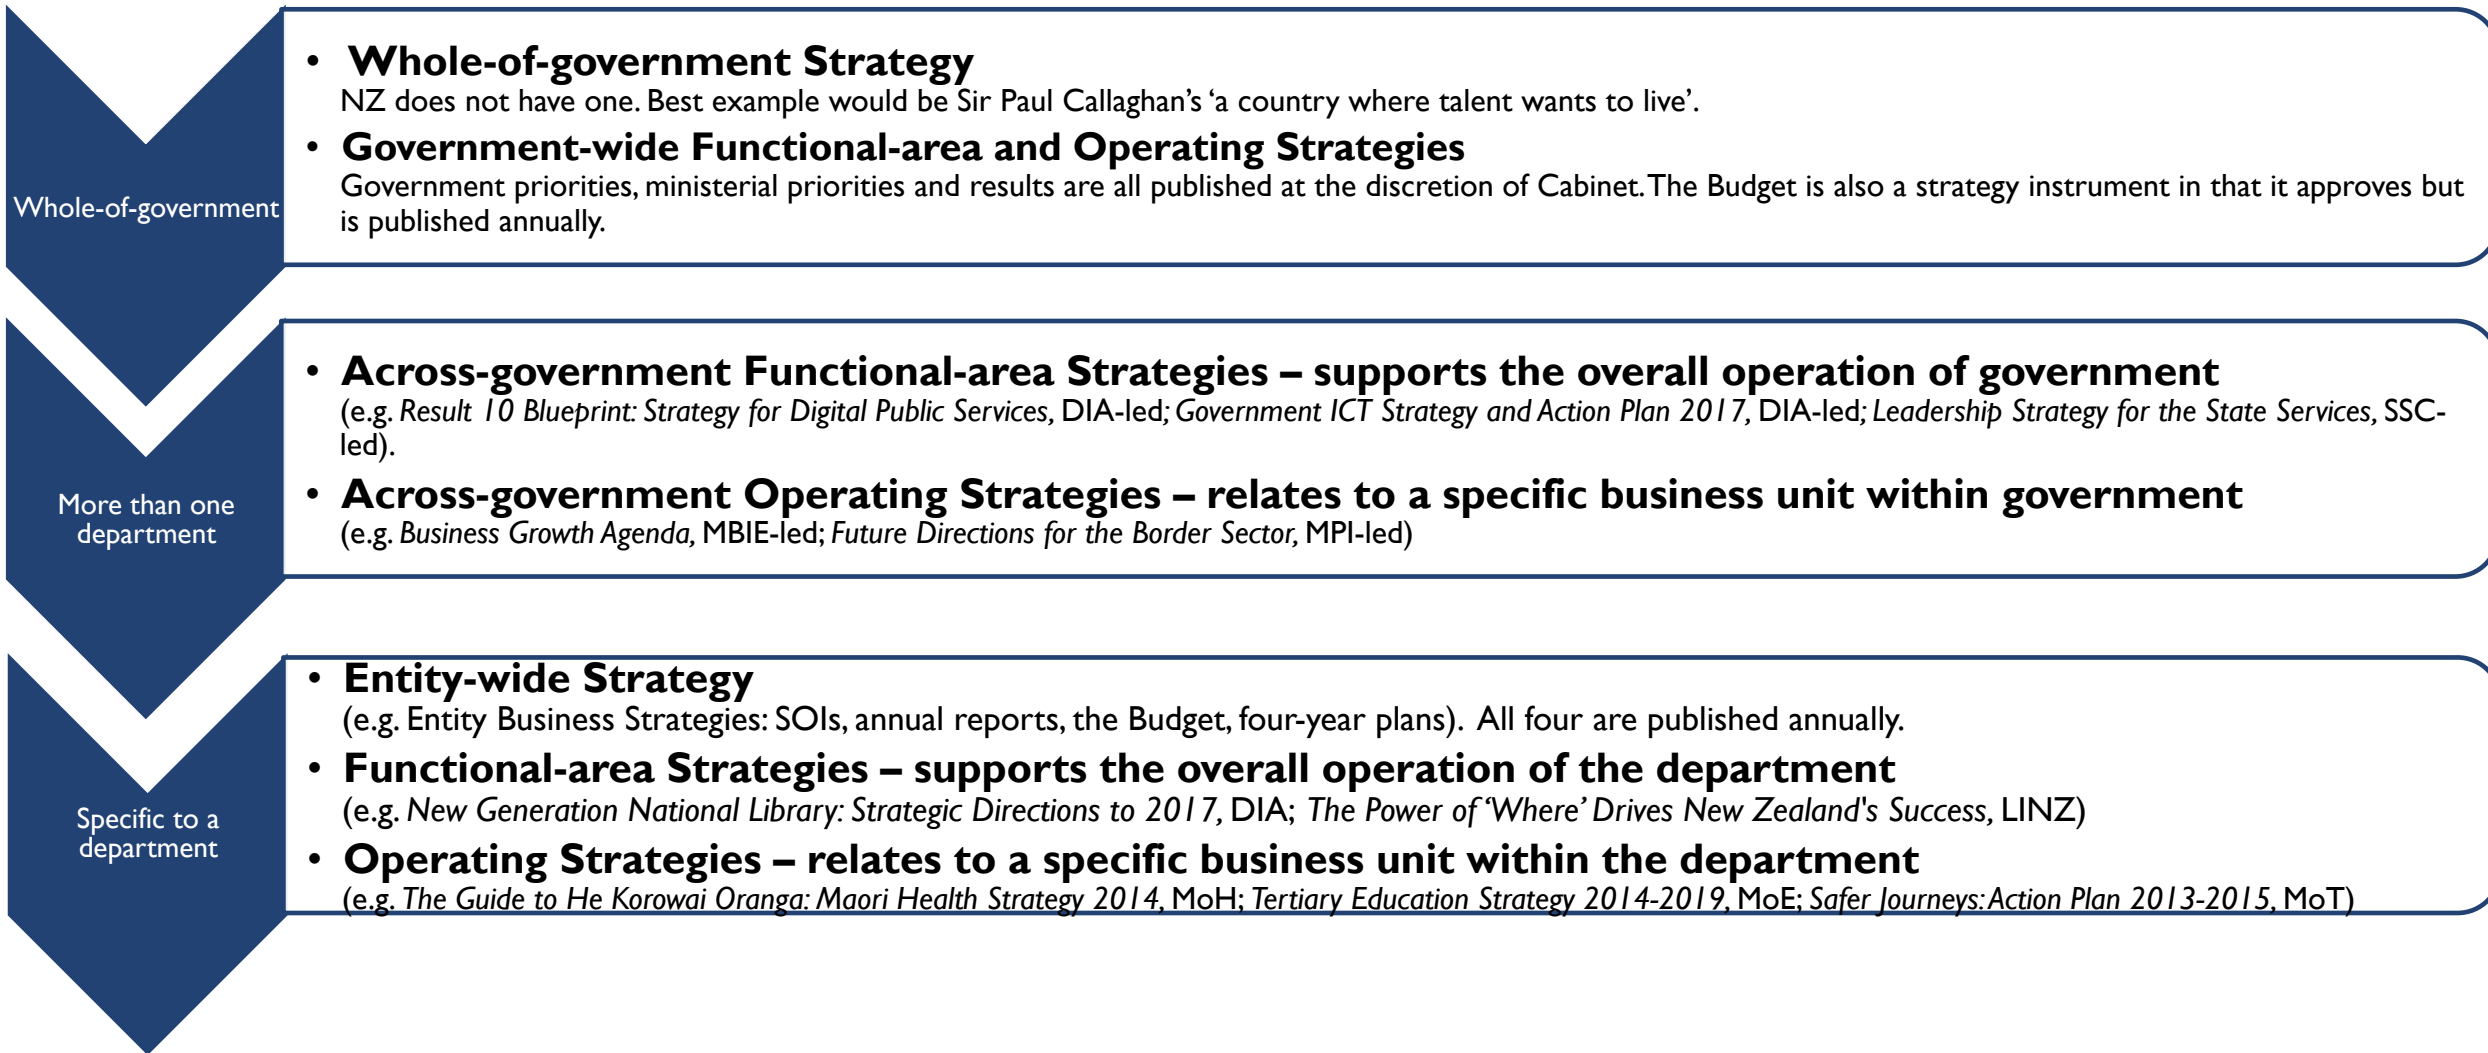 Whole-of-government
• Whole-of-government Strategy
NZ does not have one. Best example would be Sir Paul Callaghan’s ‘a country where talent wants to live’.
• Government-wide Functional-area and Operating Strategies
Government priorities, ministerial priorities and results are all published at the discretion of Cabinet. The Budget is also a strategy instrument in that it approves but
is published annually.
More than one
department
• Across-government Functional-area Strategies – supports the overall operation of government
(e.g. Result 10 Blueprint: Strategy for Digital Public Services, DIA-led; Government ICT Strategy and Action Plan 2017, DIA-led; Leadership Strategy for the State Services, SSC-
led).
• Across-government Operating Strategies – relates to a specific business unit within government
(e.g. Business Growth Agenda, MBIE-led; Future Directions for the Border Sector, MPI-led)
Specific to a
department
• Entity-wide Strategy
(e.g. Entity Business Strategies: SOIs, annual reports, the Budget, four-year plans). All four are published annually.
• Functional-area Strategies – supports the overall operation of the department
(e.g. New Generation National Library: Strategic Directions to 2017, DIA; The Power of ‘Where’ Drives New Zealand's Success, LINZ)
• Operating Strategies – relates to a specific business unit within the department
(e.g. The Guide to He Korowai Oranga: Maori Health Strategy 2014, MoH; Tertiary Education Strategy 2014-2019, MoE; Safer Journeys: Action Plan 2013-2015, MoT)